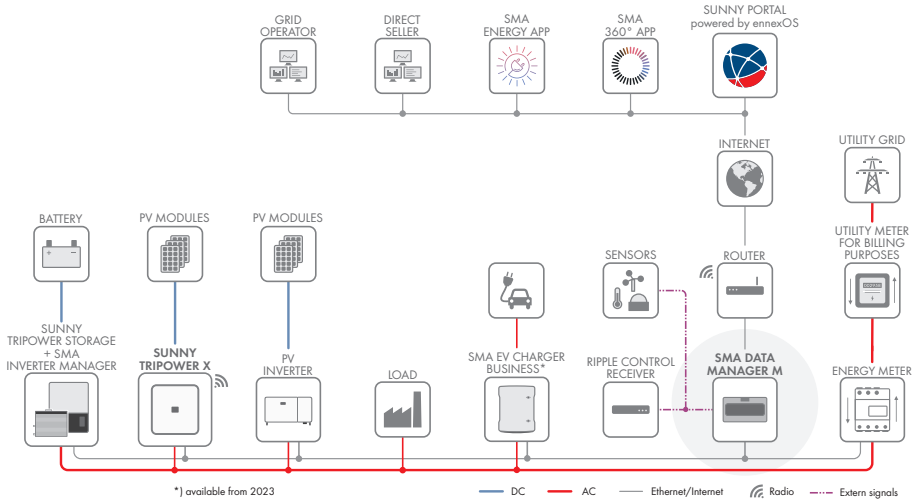 GRID
OPERATOR
DIRECT
SELLER
SMA
ENERGY APP
SMA
360° APP
SUNNY PORTAL
powered by ennexOS
INTERNET
UTILITY GRID
BATTERY
PV MODULES
PV MODULES
SENSORS
ROUTER
UTILITY METER
FOR BILLING
PURPOSES
SUNNY
TRIPOWER STORAGE
+ SMA
INVERTER MANAGER
SUNNY
TRIPOWER X
PV
INVERTER
LOAD
SMA EV CHARGER
BUSINESS*
RIPPLE CONTROL
RECEIVER
SMA DATA
MANAGER M
ENERGY METER
*) available from 2023
DC
AC
Ethernet/Internet
Radio
Extern signals